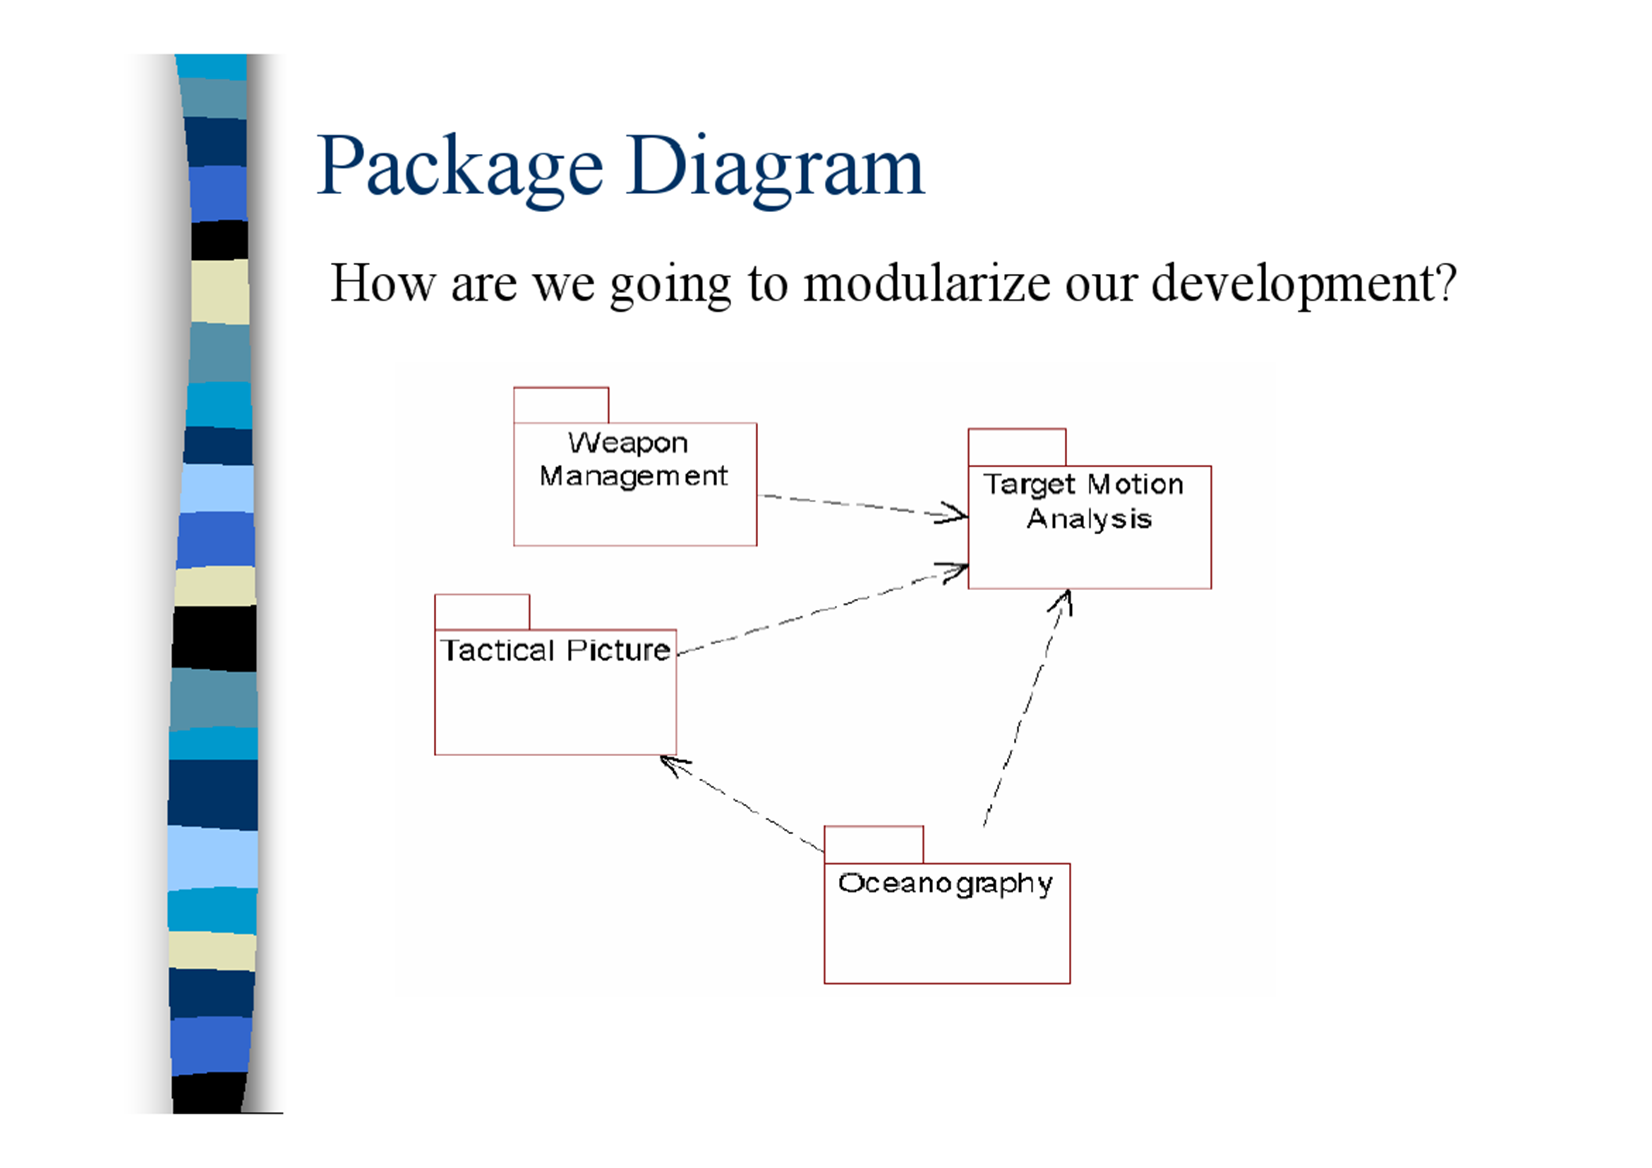 Package Diagram
How are we going to modularize our development?
Weapon
Management
Target Motion
Analysis
Tactical Picture
Oceanography